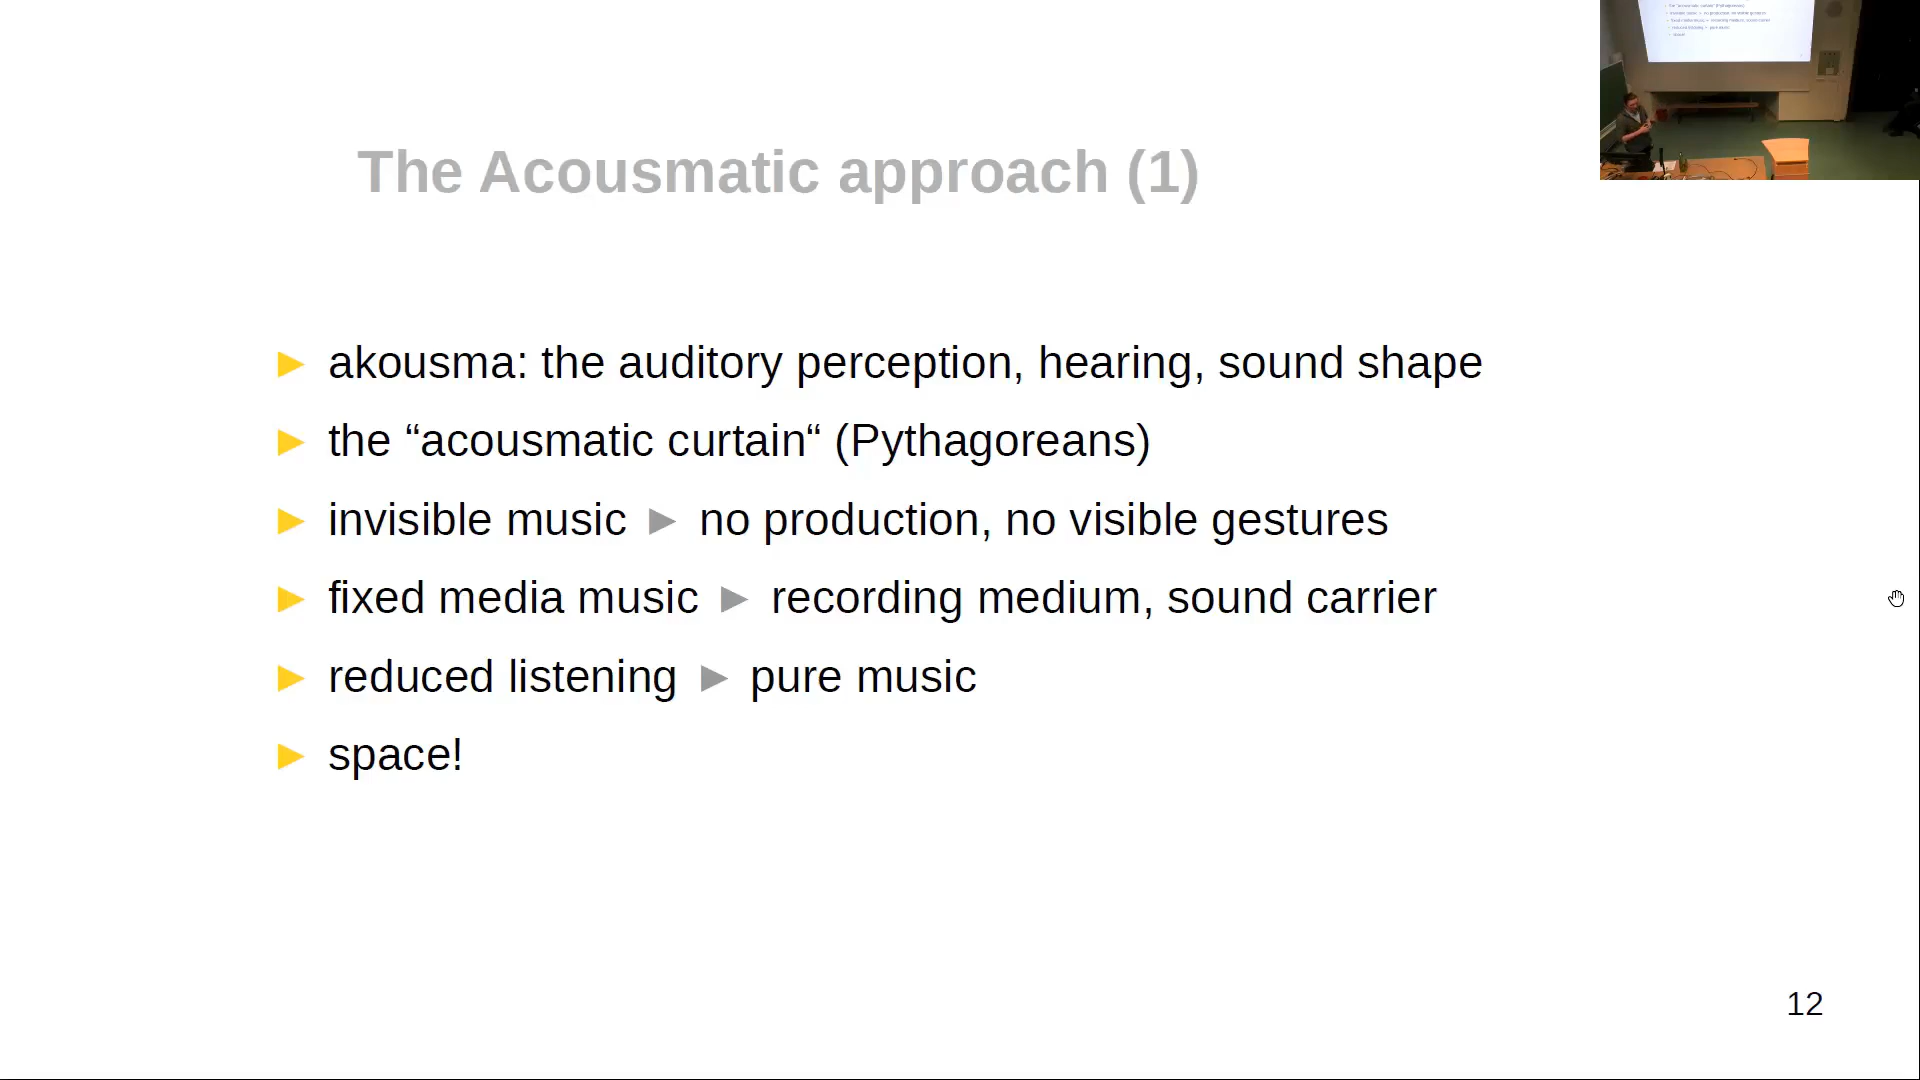 The Acousmatic approach (1)
► akousma: the auditory perception, hearing, sound shape
► the “acousmatic curtain“ (Pythagoreans)
► invisible music ► no production, no visible gestures
► fixed media music ► recording medium, sound carrier
► reduced listening ► pure music
► space!
12